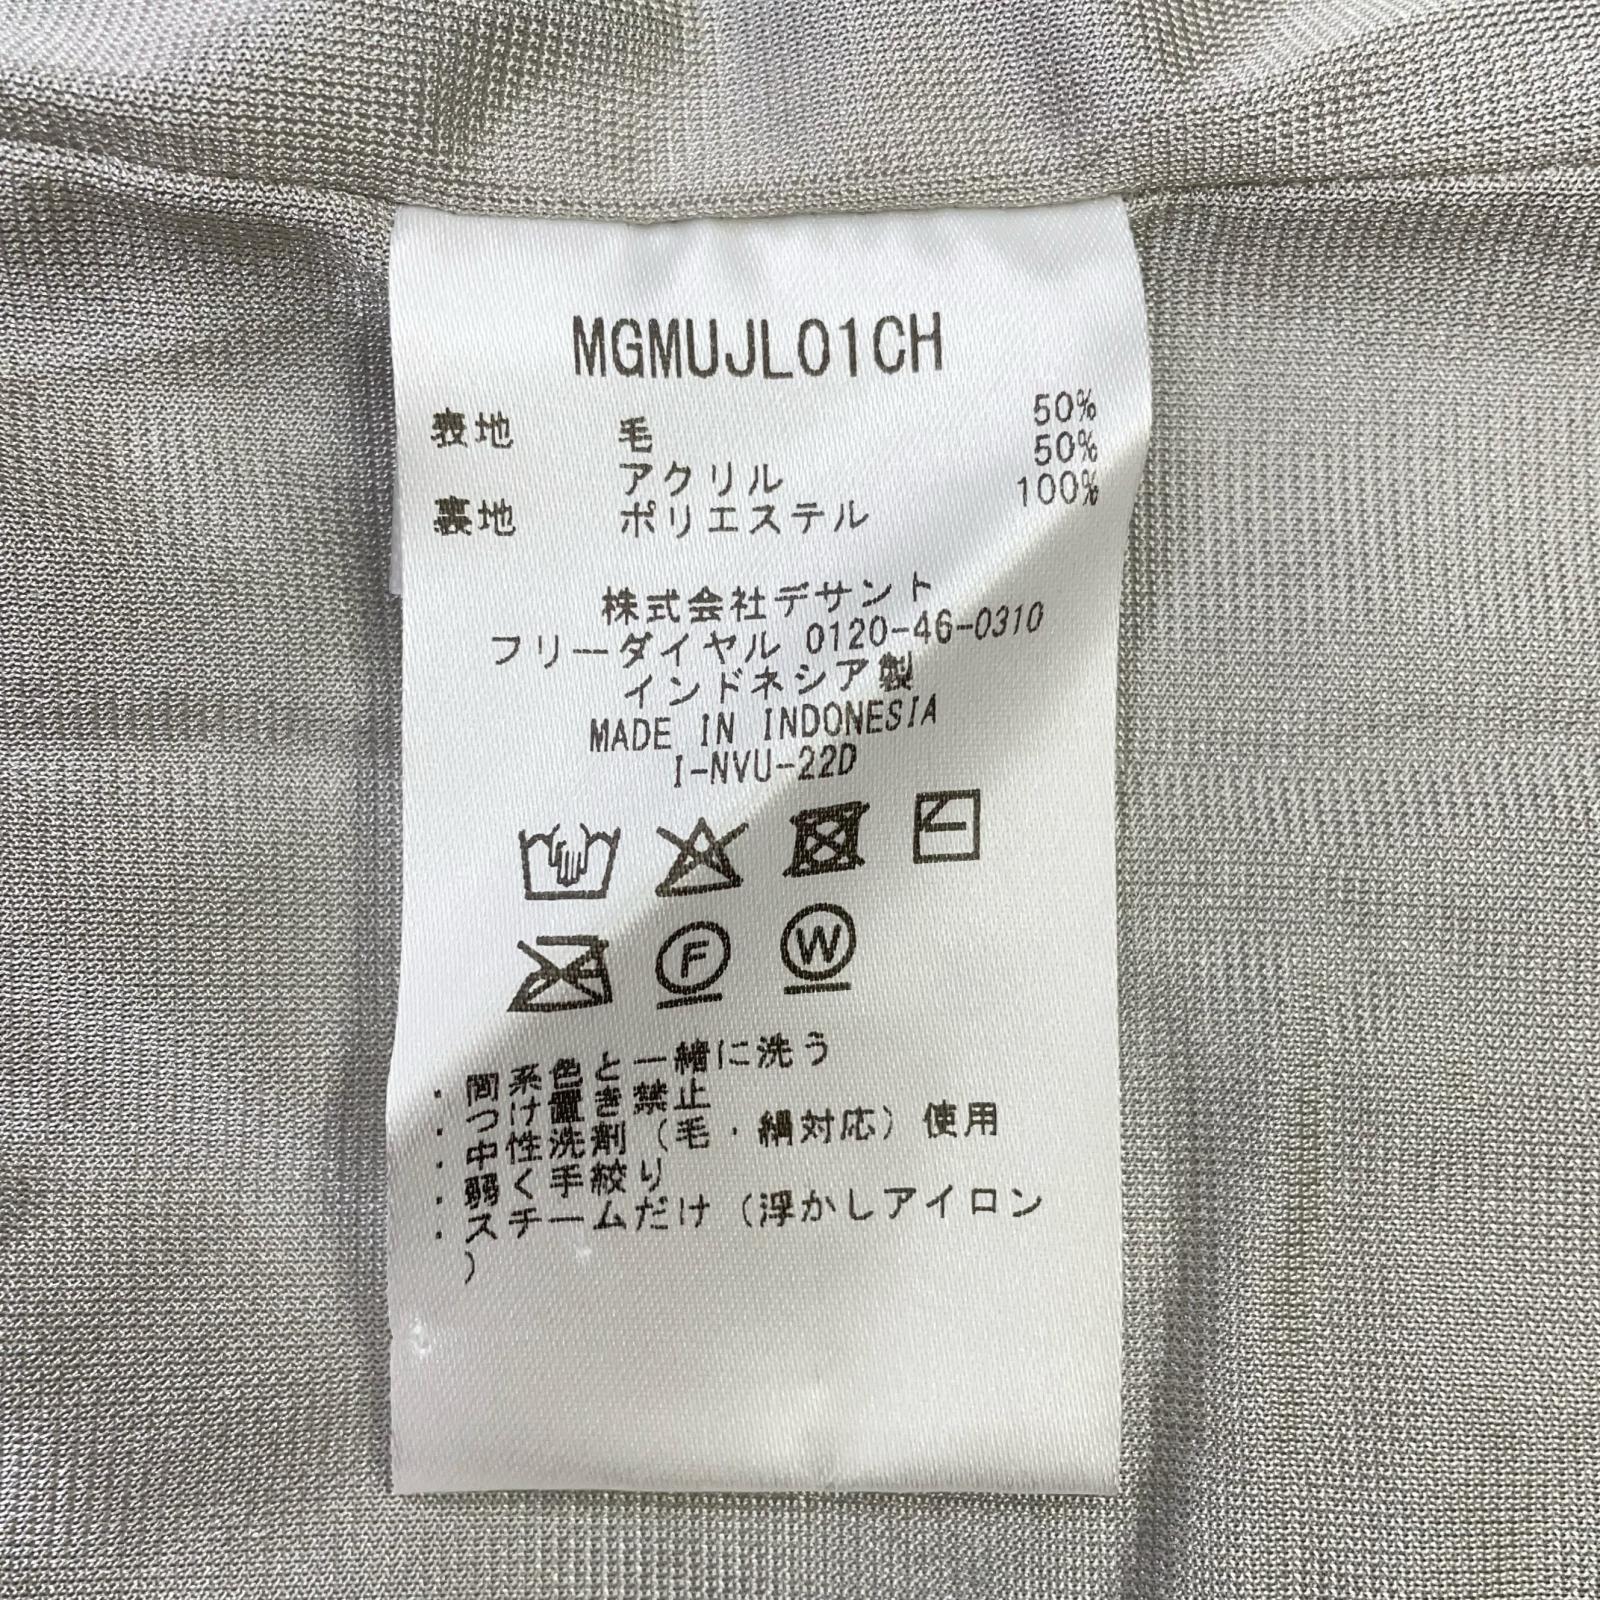 MGMUJL01CH
表地 毛 50%
アクリル 50%
裏地 ポリエステル 100%
株式会社デサント
フリーダイヤル 0120-46-0310
インドネシア製
MADE IN INDONESIA
I-NVU-22D
F W
・同系色と一緒に洗う
・つけ置き禁止
・中性洗剤(毛・絹対応)使用
・弱く手絞り
・スチームだけ(浮かしアイロン
)